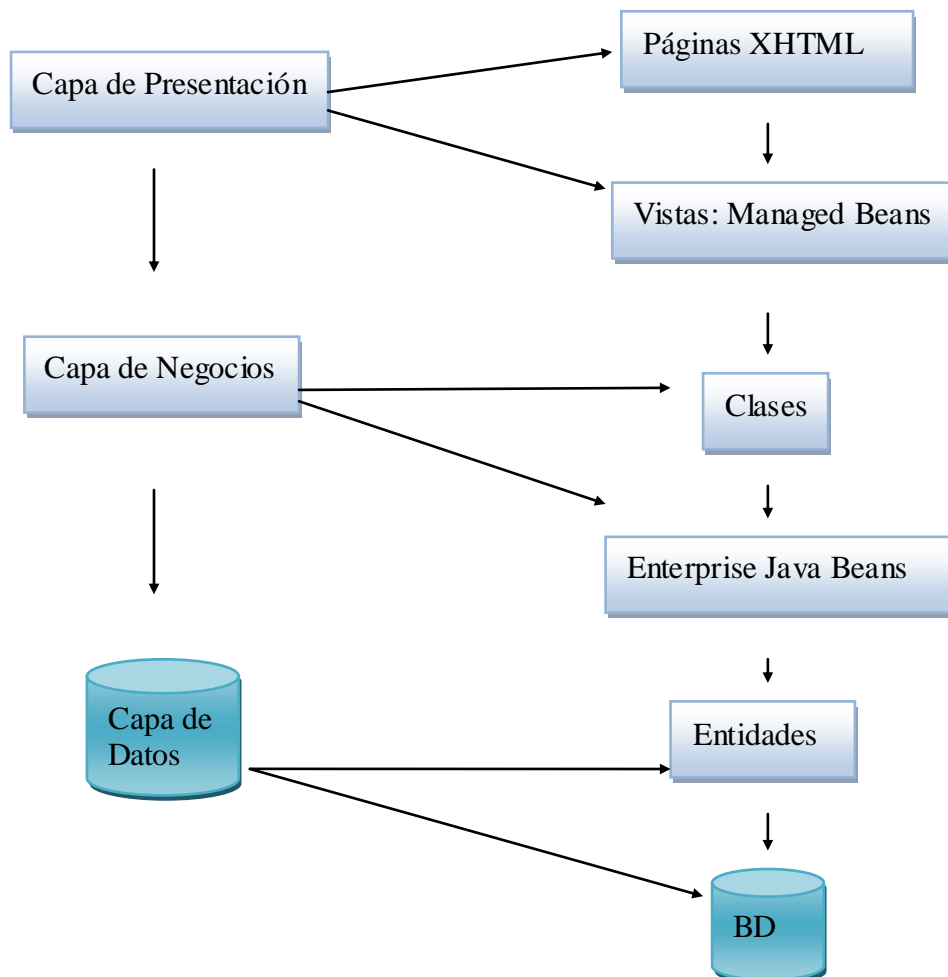 Páginas XHTML
Capa de Presentación
Vistas: Managed Beans
Capa de Negocios
Clases
Enterprise Java Beans
Capa de
Datos
Entidades
BD